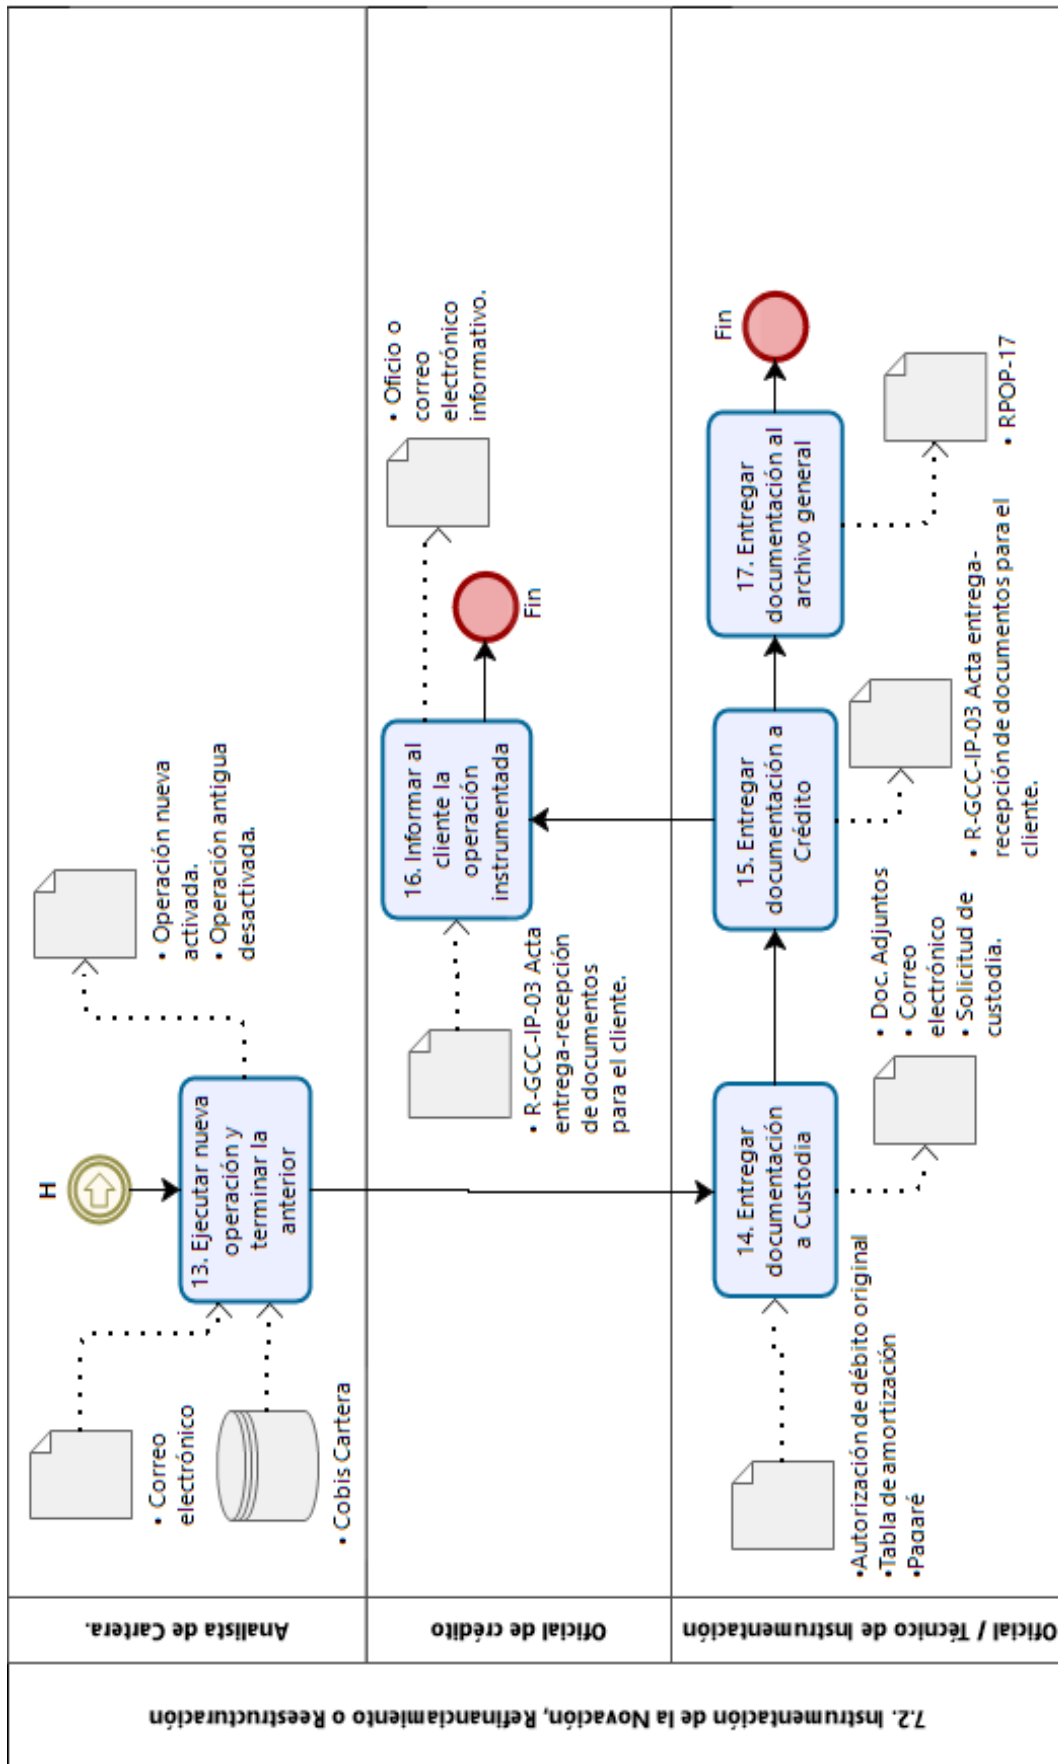 7.2. Instrumentación de la Novación, Refinanciamiento o Reestructuración
Analista de Cartera.
• Correo
electrónico
• Cobis Cartera
H
13. Ejecutar nueva
operación y
terminar la
anterior
• Operación nueva
activada.
• Operación antigua
desactivada.
Oficial de crédito
• R-GCC-IP-03 Acta
entrega-recepción
de documentos
para el cliente.
16. Informar al
cliente la
operación
instrumentada
Fin
• Oficio o
correo
electrónico
informativo.
Oficial / Técnico de Instrumentación
•Autorización de débito original
•Tabla de amortización
•Pagaré
14. Entregar
documentación
a Custodia
• Doc. Adjuntos
• Correo
electrónico
• Solicitud de
custodia.
15. Entregar
documentación a
Crédito
• R-GCC-IP-03 Acta entrega-
recepción de documentos para el
cliente.
17. Entregar
documentación al
archivo general
• RPOP-17
Fin